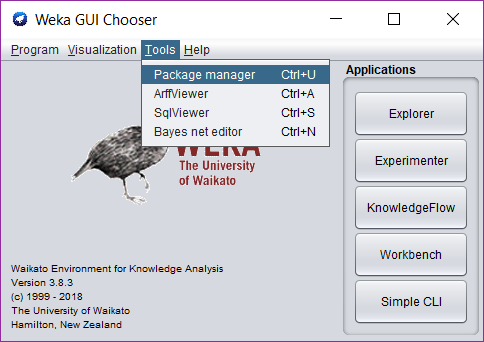 Weka GUI Chooser
Program Visualization Tools Help
Package manager Ctrl+U
ArffViewer Ctrl+A
SqlViewer Ctrl+S
Bayes net editor Ctrl+N
Applications
Explorer
Experimenter
KnowledgeFlow
Workbench
Simple CLI
WEKA
The University
of Waikato
Waikato Environment for Knowledge Analysis
Version 3.8.3
(c) 1999 - 2018
The University of Waikato
Hamilton, New Zealand